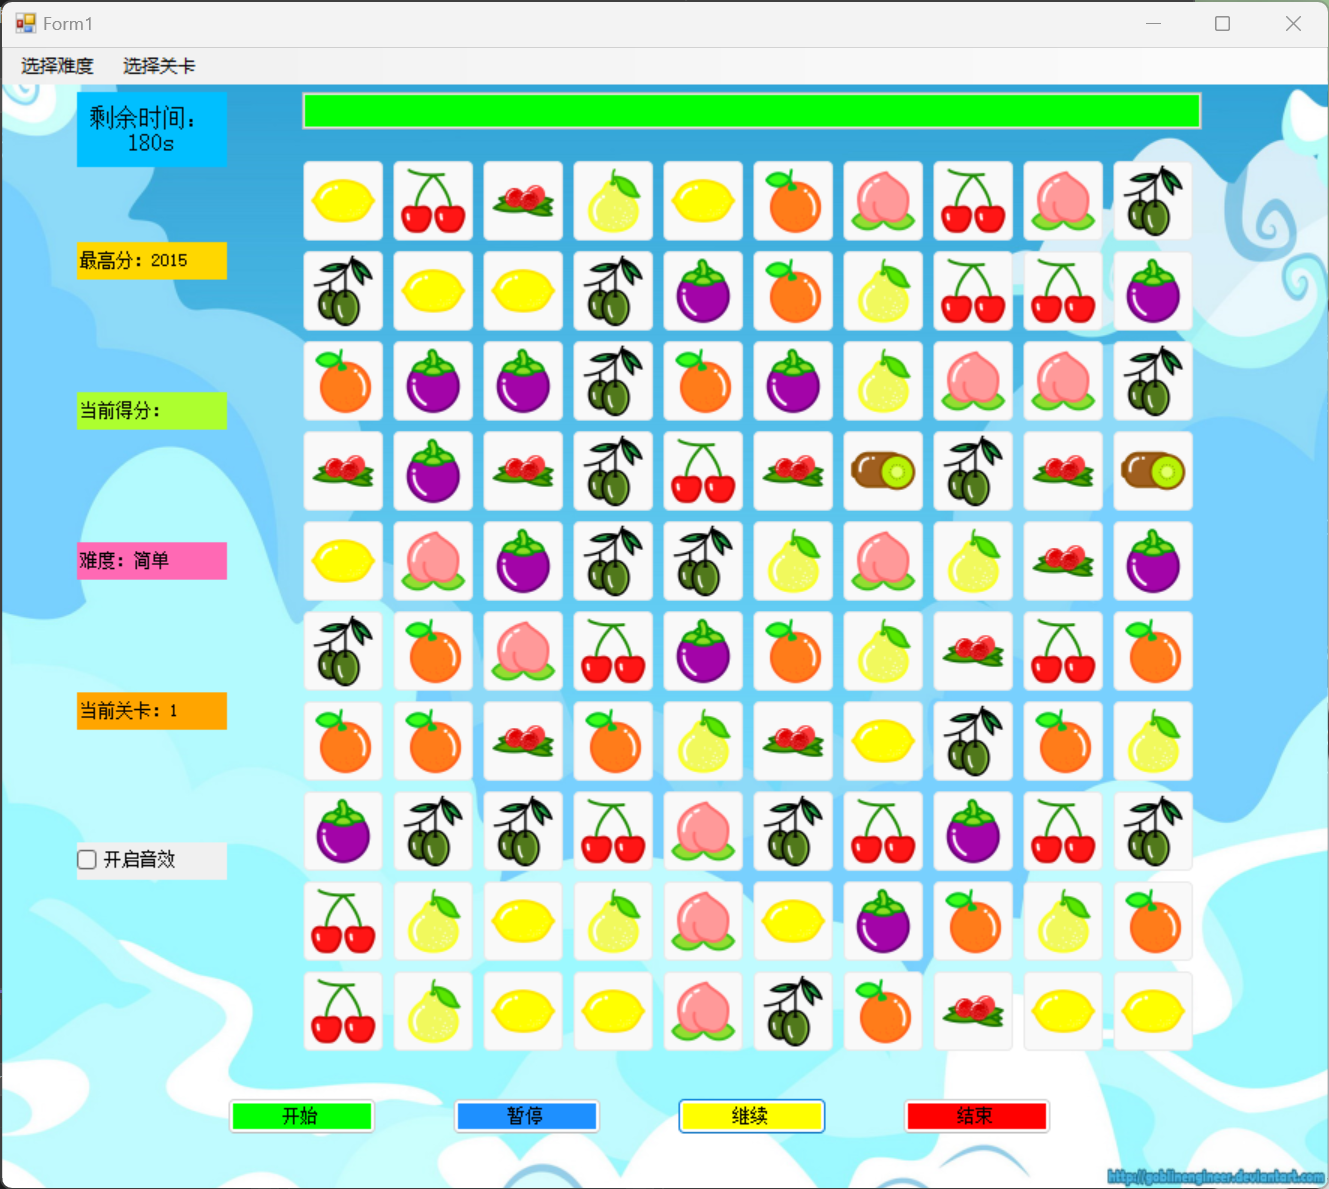 Form1
选择难度 选择关卡
剩余时间：
180s
最高分：2015
当前得分：
难度：简单
当前关卡：1
开启音效
开始 暂停 继续 结束
http://goblinengineer.deviantart.com